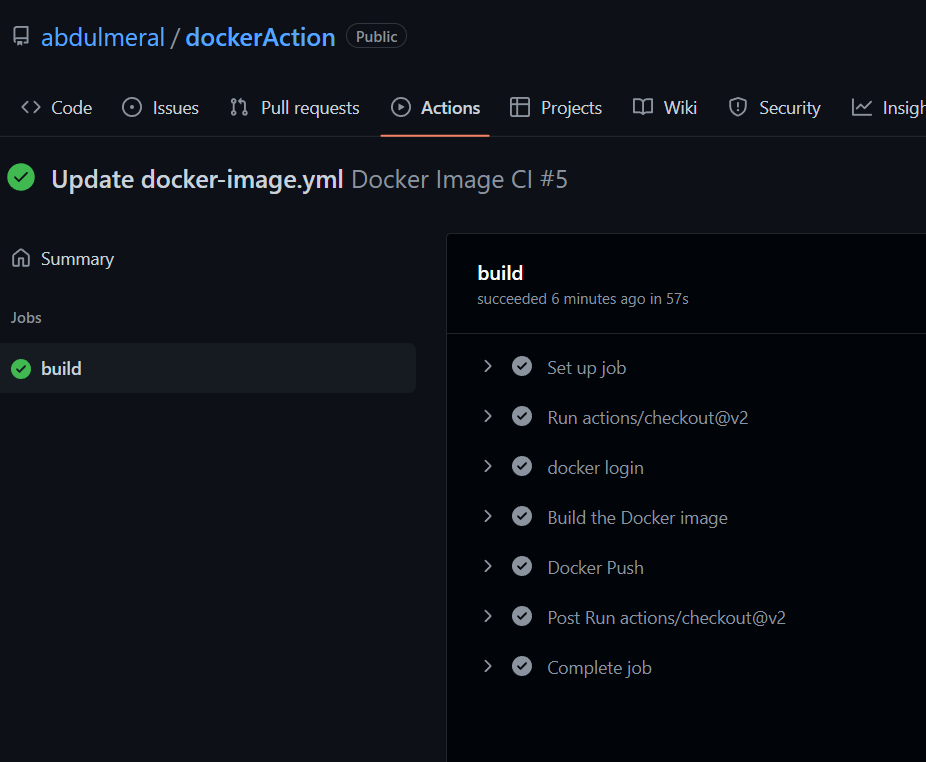 abdulmeral / dockerAction Public
Code Issues Pull requests Actions Projects Wiki Security Insigh
Update docker-image.yml Docker Image CI #5
Summary
Jobs
build
build
succeeded 6 minutes ago in 57s
Set up job
Run actions/checkout@v2
docker login
Build the Docker image
Docker Push
Post Run actions/checkout@v2
Complete job